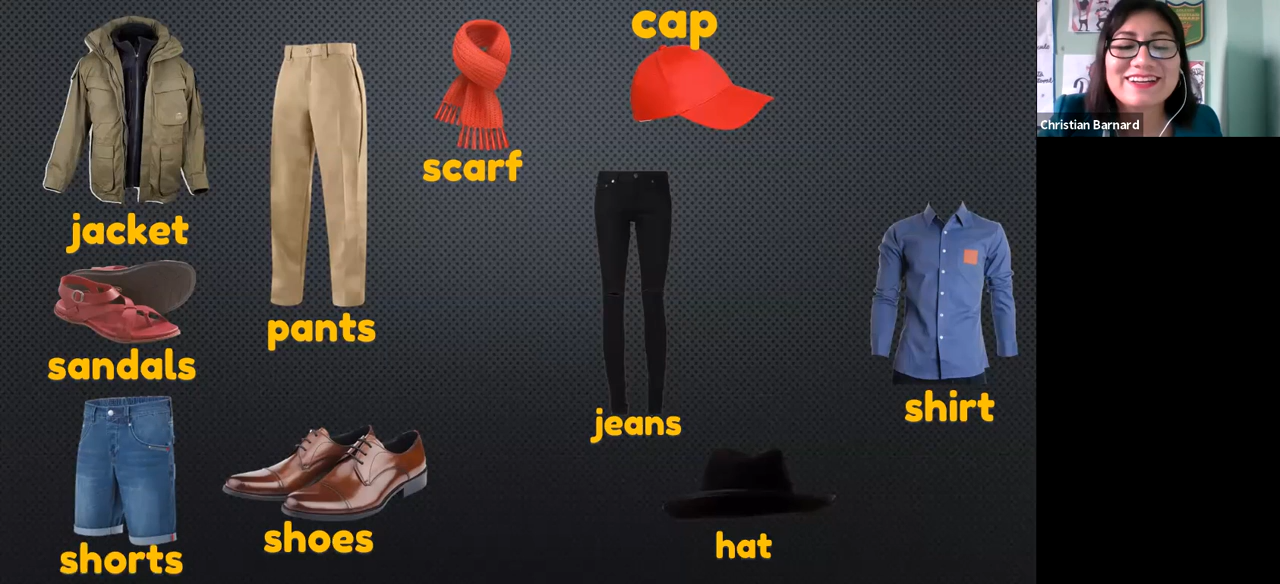 cap
scarf
jacket
pants
sandals
jeans
shirt
shorts
shoes
hat
Christian Barnard